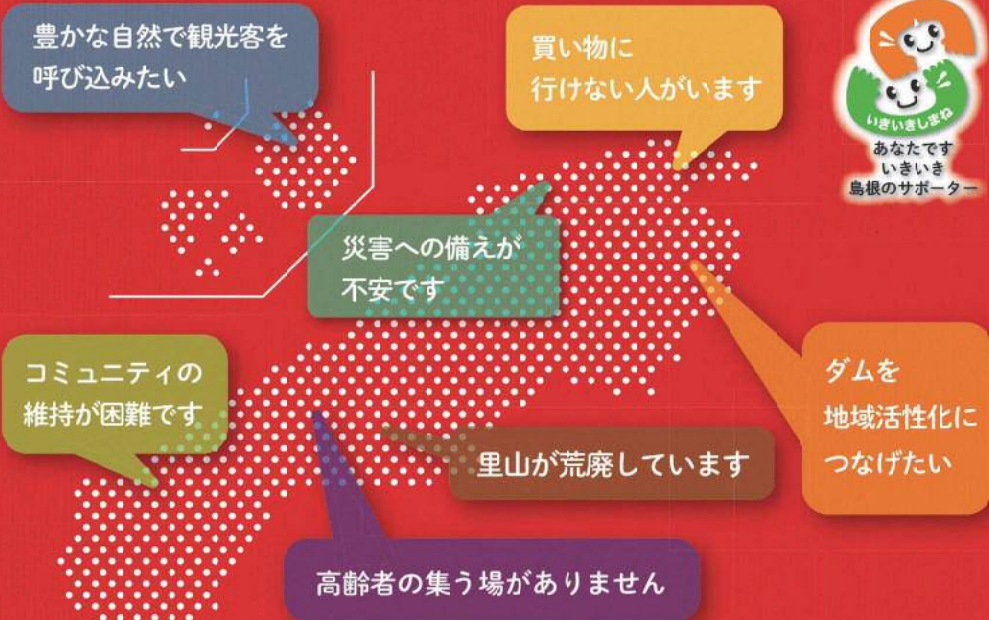 豊かな自然で観光客を
呼び込みたい
買い物に
行けない人がいます
いきいきしまね
あなたです
いきいき
島根のサポーター
災害への備えが
不安です
コミュニティの
維持が困難です
ダムを
地域活性化に
つなげたい
里山が荒廃しています
高齢者の集う場がありません